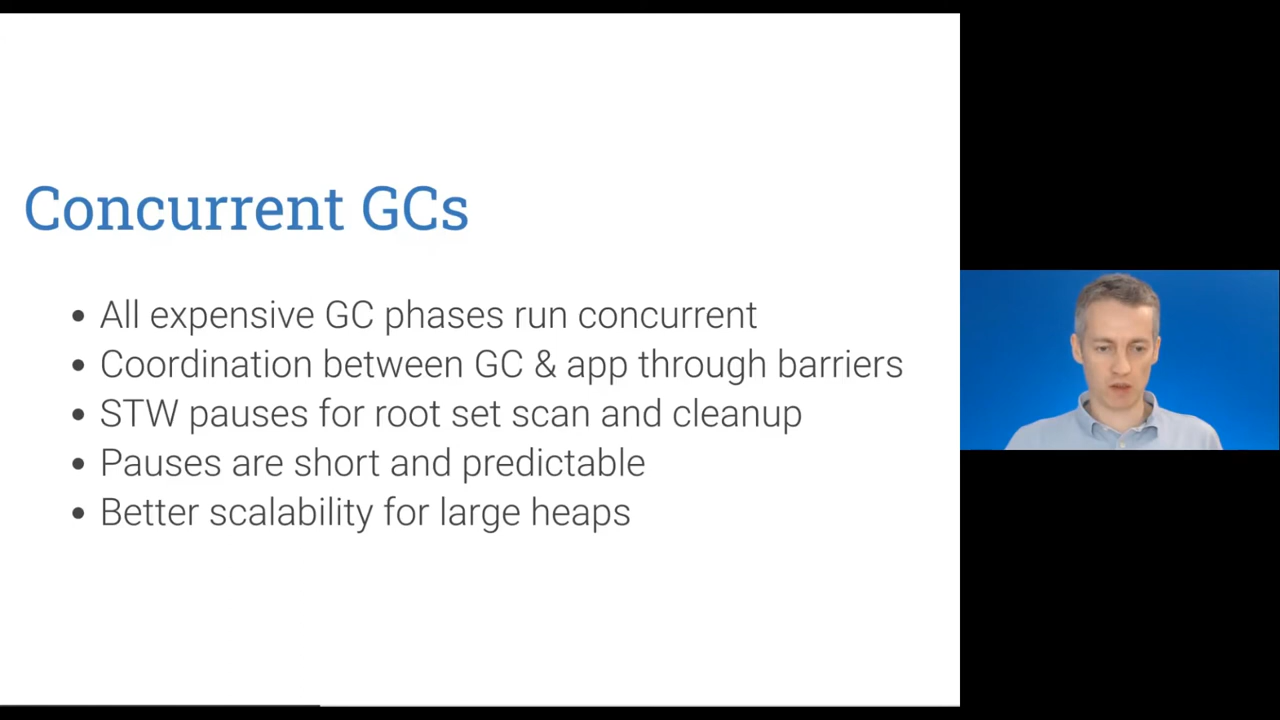 Concurrent GCs
• All expensive GC phases run concurrent
• Coordination between GC & app through barriers
• STW pauses for root set scan and cleanup
• Pauses are short and predictable
• Better scalability for large heaps